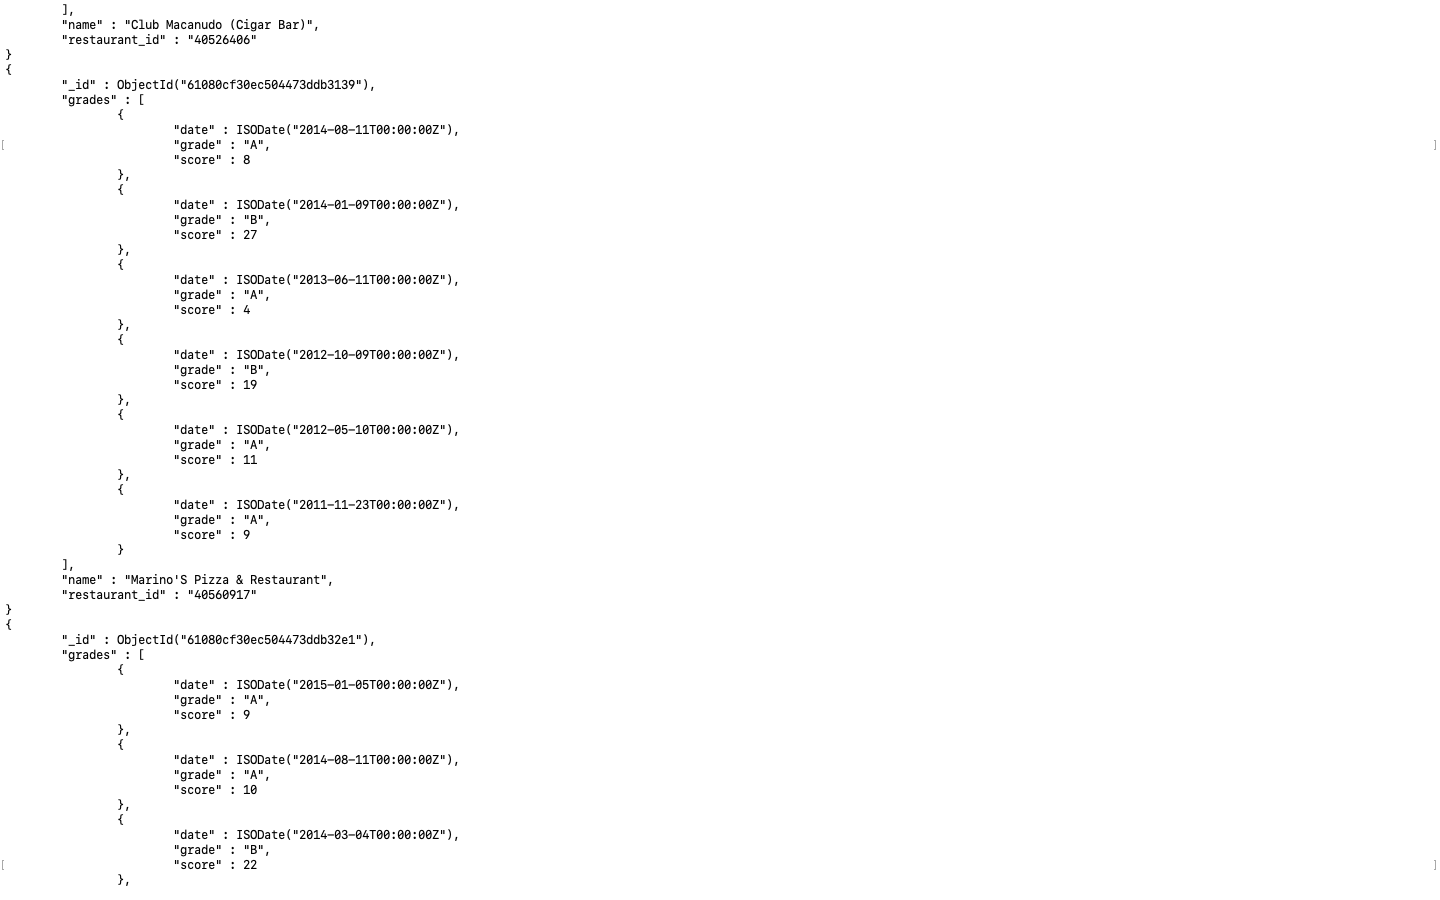 ],
"name" : "Club Macanudo (Cigar Bar)",
"restaurant_id" : "40526406"
}
{
"_id" : ObjectId("61080cf30ec504473ddb3139"),
"grades" : [
{
"date" : ISODate("2014-08-11T00:00:00Z"),
[ "grade" : "A", ]
"score" : 8
},
{
"date" : ISODate("2014-01-09T00:00:00Z"),
"grade" : "B",
"score" : 27
},
{
"date" : ISODate("2013-06-11T00:00:00Z"),
"grade" : "A",
"score" : 4
},
{
"date" : ISODate("2012-10-09T00:00:00Z"),
"grade" : "B",
"score" : 19
},
{
"date" : ISODate("2012-05-10T00:00:00Z"),
"grade" : "A",
"score" : 11
},
{
"date" : ISODate("2011-11-23T00:00:00Z"),
"grade" : "A",
"score" : 9
}
],
"name" : "Marino'S Pizza & Restaurant",
"restaurant_id" : "40560917"
}
{
"_id" : ObjectId("61080cf30ec504473ddb32e1"),
"grades" : [
{
"date" : ISODate("2015-01-05T00:00:00Z"),
"grade" : "A",
"score" : 9
},
{
"date" : ISODate("2014-08-11T00:00:00Z"),
"grade" : "A",
"score" : 10
},
{
"date" : ISODate("2014-03-04T00:00:00Z"),
"grade" : "B",
[ "score" : 22 ]
},